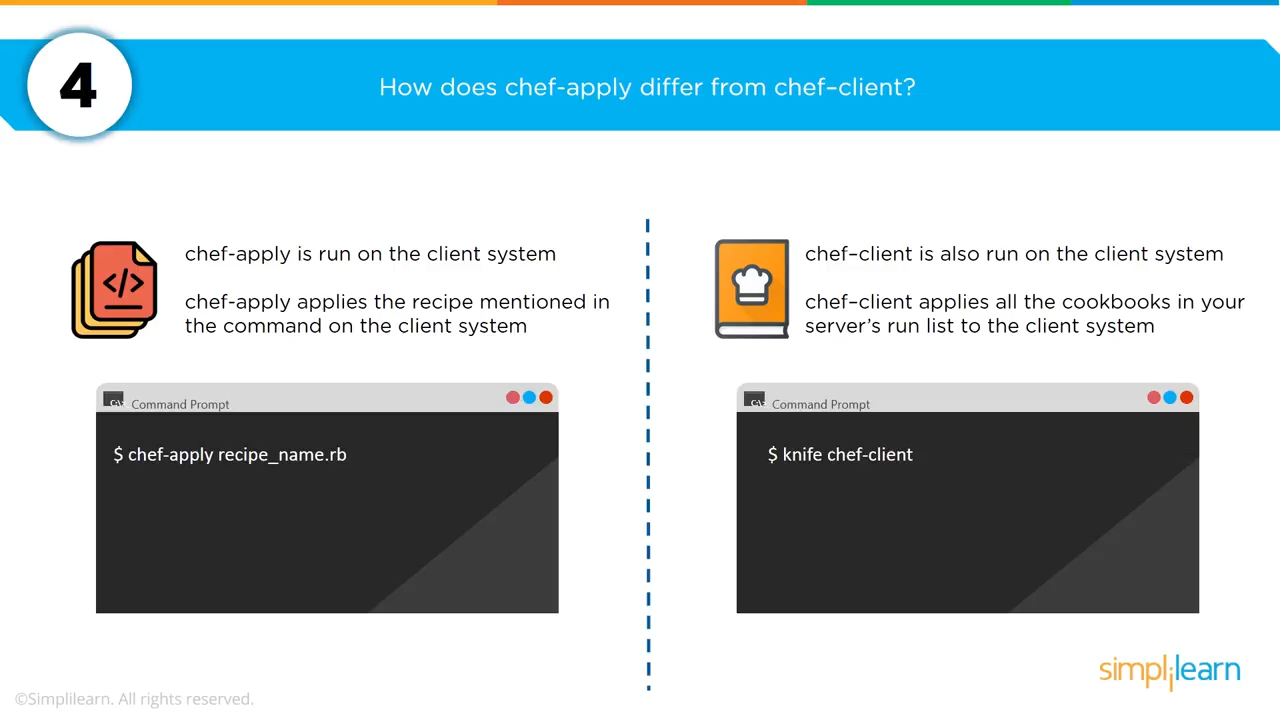 4
How does chef-apply differ from chef–client?
chef-apply is run on the client system
chef-apply applies the recipe mentioned in
the command on the client system
C:\
Command Prompt
$ chef-apply recipe_name.rb
chef–client is also run on the client system
chef–client applies all the cookbooks in your
server’s run list to the client system
C:\
Command Prompt
$ knife chef-client
simplilearn
©Simplilearn. All rights reserved.